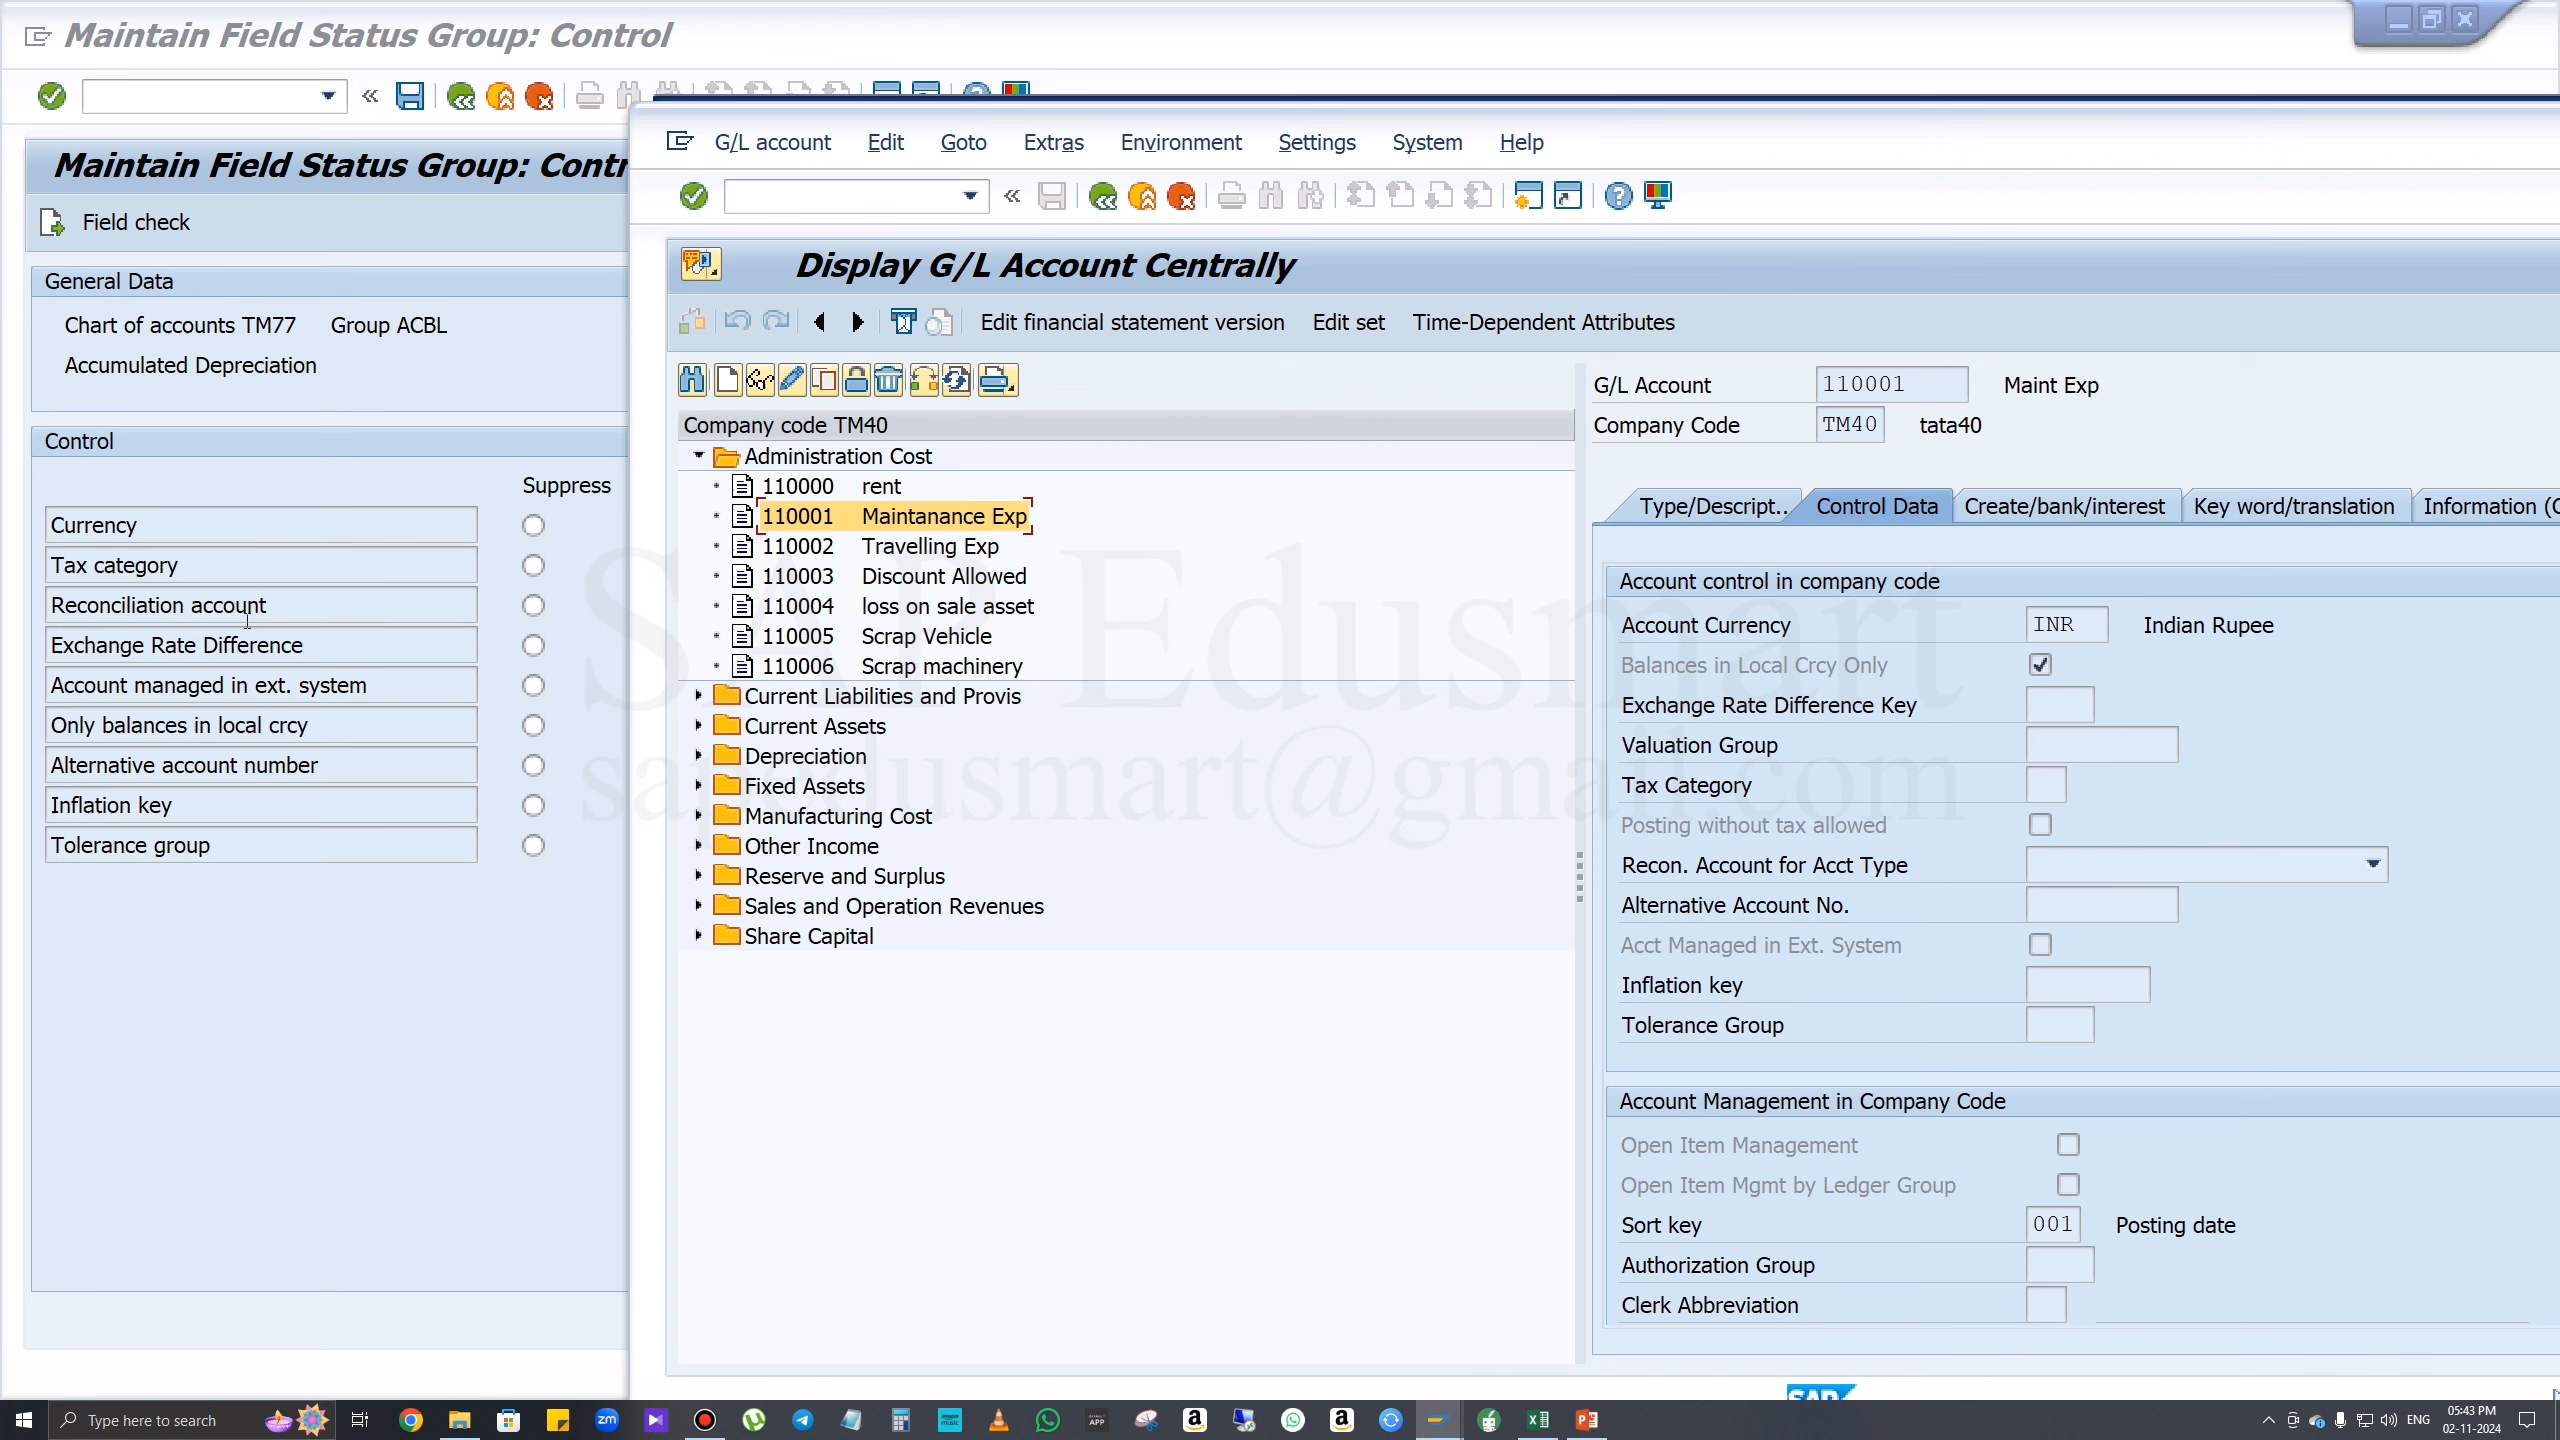 Maintain Field Status Group: Control
Maintain Field Status Group: Contr
Field check
General Data
Chart of accounts TM77 Group ACBL
Accumulated Depreciation
Control
Suppress
Currency
Tax category
Reconciliation account
Exchange Rate Difference
Account managed in ext. system
Only balances in local crcy
Alternative account number
Inflation key
Tolerance group
G/L account Edit Goto Extras Environment Settings System Help
Display G/L Account Centrally
Edit financial statement version Edit set Time-Dependent Attributes
Company code TM40
Administration Cost
110000 rent
110001 Maintanance Exp
110002 Travelling Exp
110003 Discount Allowed
110004 loss on sale asset
110005 Scrap Vehicle
110006 Scrap machinery
Current Liabilities and Provis
Current Assets
Depreciation
Fixed Assets
Manufacturing Cost
Other Income
Reserve and Surplus
Sales and Operation Revenues
Share Capital
G/L Account 110001 Maint Exp
Company Code TM40 tata40
Type/Descript.. Control Data Create/bank/interest Key word/translation Information (C
Account control in company code
Account Currency INR Indian Rupee
Balances in Local Crcy Only
Exchange Rate Difference Key
Valuation Group
Tax Category
Posting without tax allowed
Recon. Account for Acct Type
Alternative Account No.
Acct Managed in Ext. System
Inflation key
Tolerance Group
Account Management in Company Code
Open Item Management
Open Item Mgmt by Ledger Group
Sort key 001 Posting date
Authorization Group
Clerk Abbreviation
SAP Edusmart
sapedusmart@gmail.com
SAP
Type here to search
zm
APP
ENG
05:43 PM
02-11-2024